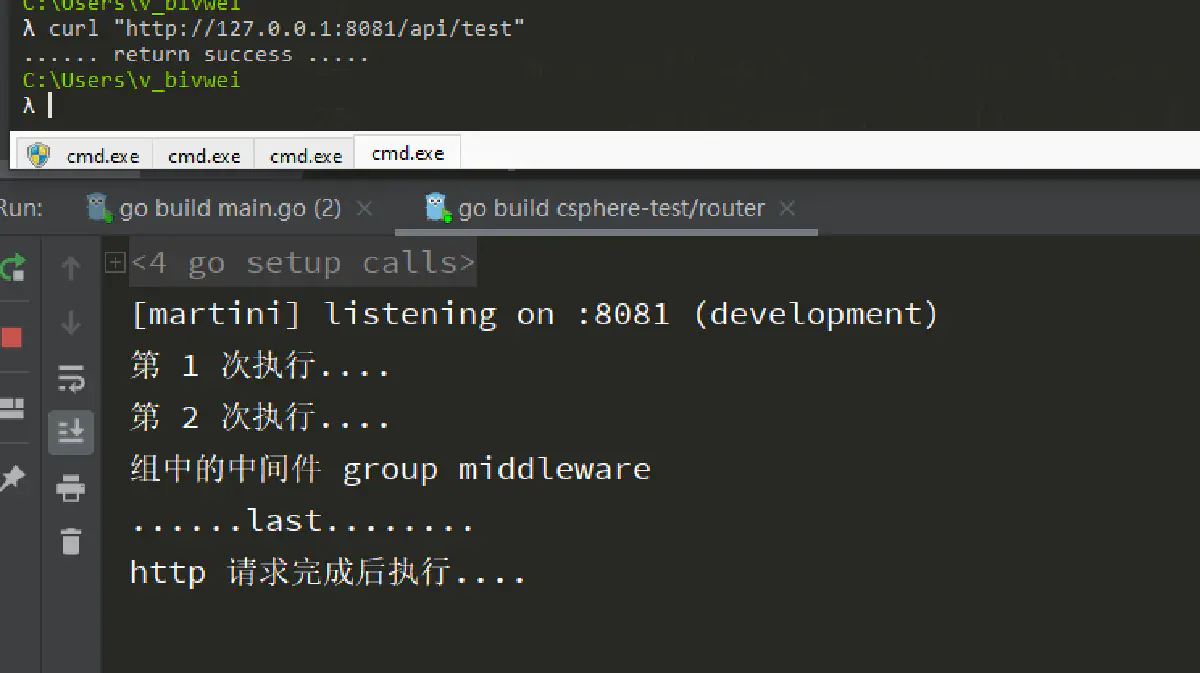 C:\Users\v_bivwei
λ curl "http://127.0.0.1:8081/api/test"
...... return success .....
C:\Users\v_bivwei
λ
cmd.exe cmd.exe cmd.exe cmd.exe
Run: go build main.go (2) go build csphere-test/router
<4 go setup calls>
[martini] listening on :8081 (development)
第 1 次执行....
第 2 次执行....
组中的中间件 group middleware
......last........
http 请求完成后执行....